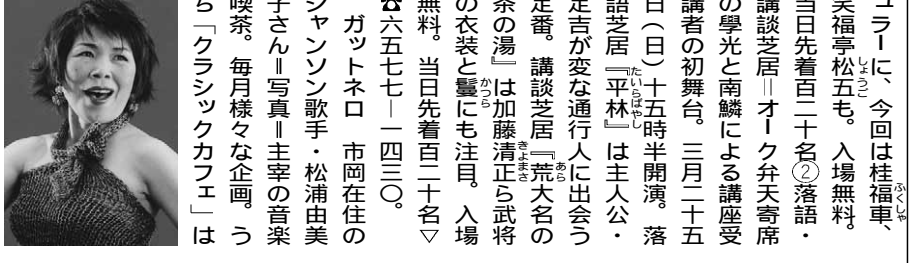 ュラーに、今回は桂福車、
笑福亭松五も。入場無料。
当日先着百二十名②落語・
講談芝居＝オーク弁天寄席
の學光と南鱗による講座受
講者の初舞台。三月二十五
日（日）十五時半開演。落
語芝居『平林』は主人公・
定吉が変な通行人に出会う
定番。講談芝居『荒大名の
茶の湯』は加藤清正ら武将
の衣装と鬘にも注目。入場
無料。当日先着百二十名▽
☎六五七七―一四三〇。
　ガットネロ　市岡在住の
シャンソン歌手・松浦由美
子さん＝写真＝主宰の音楽
喫茶。毎月様々な企画。う
ち「クラシックカフェ」は